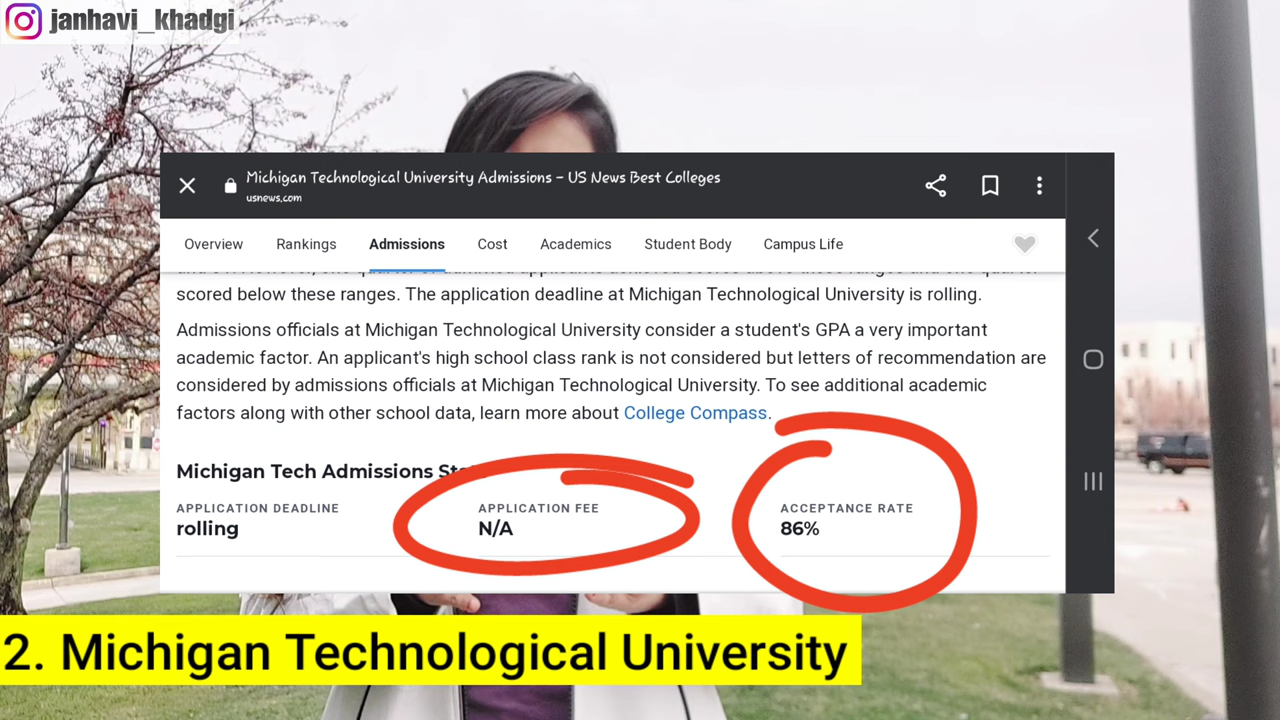 janhavi_khadgi
Michigan Technological University Admissions – US News Best Colleges
usnews.com
Overview Rankings Admissions Cost Academics Student Body Campus Life
scored below these ranges. The application deadline at Michigan Technological University is rolling.
Admissions officials at Michigan Technological University consider a student's GPA a very important
academic factor. An applicant's high school class rank is not considered but letters of recommendation are
considered by admissions officials at Michigan Technological University. To see additional academic
factors along with other school data, learn more about College Compass.
Michigan Tech Admissions
APPLICATION DEADLINE APPLICATION FEE ACCEPTANCE RATE
rolling N/A 86%
2. Michigan Technological University